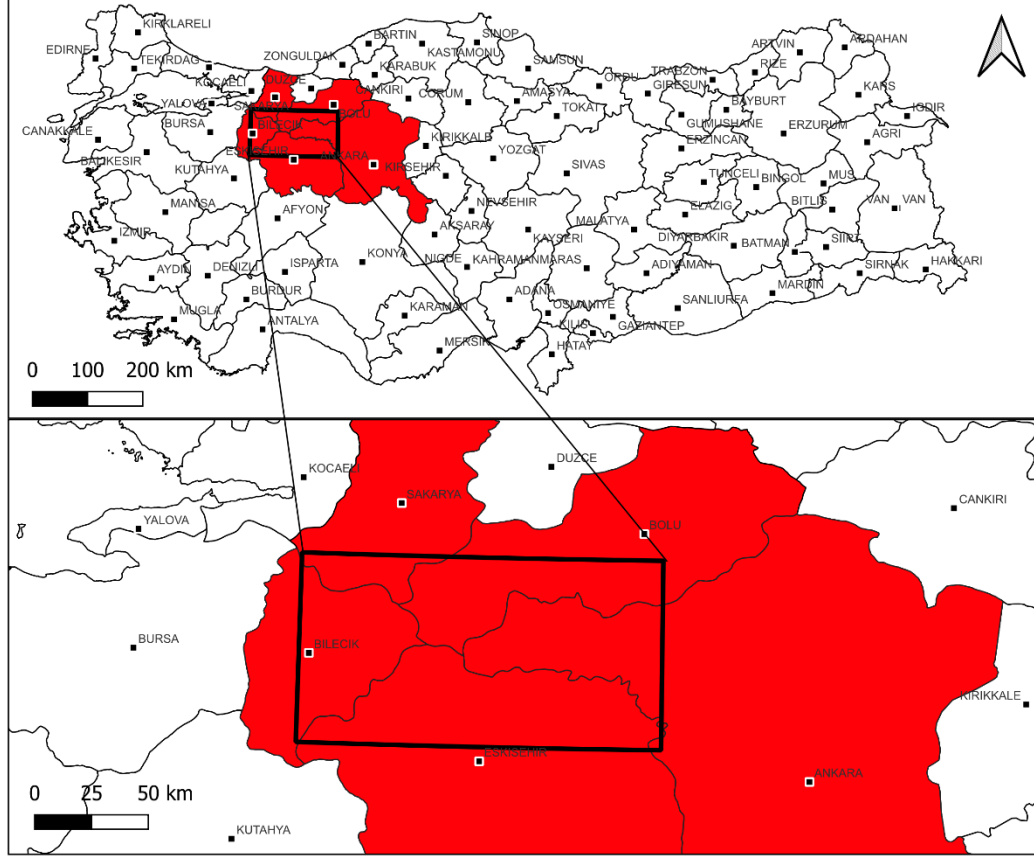 KIRKLARELI
EDIRNE
TEKIRDAG
BARTIN
SINOP
KASTAMONU
ZONGULDAK
KARABUK
SAMSUN
ARTVIN
ARDAHAN
RIZE
TRABZON
ORDU
GIRESUN
KARS
KOCAELI
DUZCE
CANKIRI
CORUM
AMASYA
TOKAT
BAYBURT
IGDIR
YALOVA
SAKARYA
BOLU
GUMUSHANE
ERZURUM
AGRI
CANAKKALE
BURSA
BILECIK
KIRIKKALE
ERZINCAN
BALIKESIR
ESKISEHIR
ANKARA
KIRSEHIR
YOZGAT
SIVAS
KUTAHYA
TUNCELI
BINGOL
MUS
MANISA
AFYON
NEVSEHIR
MALATYA
ELAZIG
BITLIS
VAN
VAN
IZMIR
AKSARAY
KAYSERI
DIYARBAKIR
BATMAN
SIIRT
AYDIN
DENIZLI
ISPARTA
KONYA
NIGDE
KAHRAMANMARAS
ADIYAMAN
SIRNAK
HAKKARI
BURDUR
MARDIN
MUGLA
ANTALYA
KARAMAN
ADANA
OSMANIYE
SANLIURFA
KILIS
GAZIANTEP
MERSIN
HATAY
0 100 200 km
KOCAELI
DUZCE
SAKARYA
CANKIRI
YALOVA
BOLU
BURSA
BILECIK
KIRIKKALE
ESKISEHIR
ANKARA
0 25 50 km
KUTAHYA